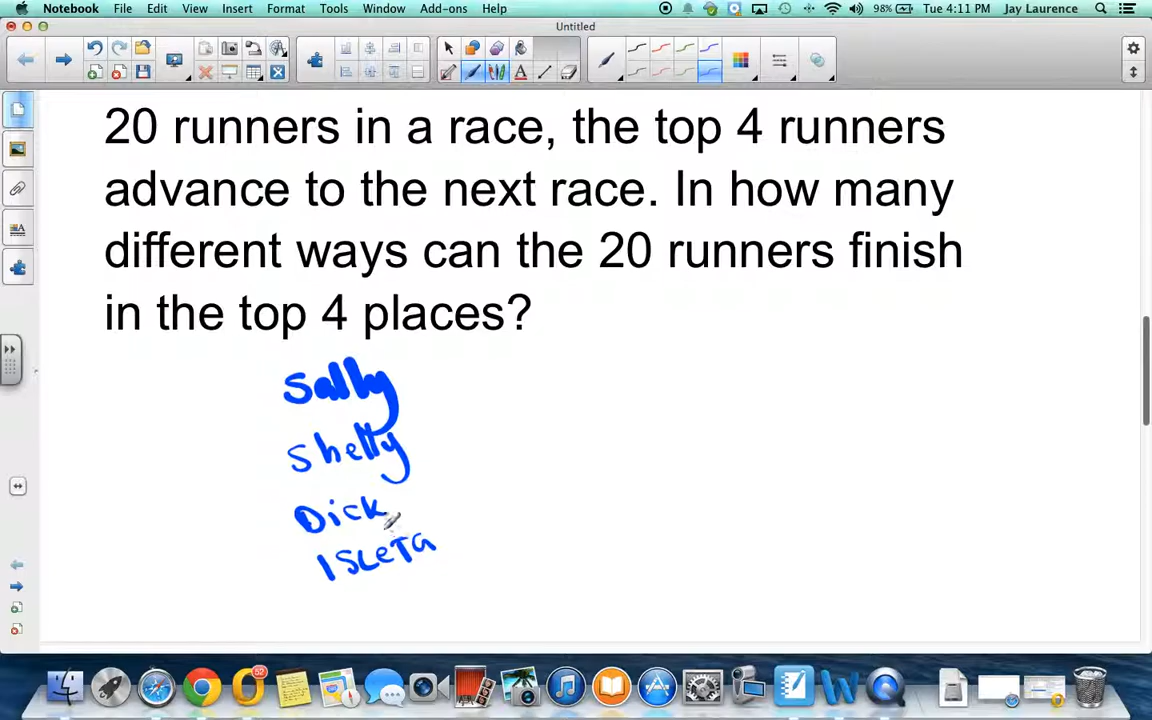 Notebook File Edit View Insert Format Tools Window Add-ons Help 98% Tue 4:11 PM Jay Laurence
Untitled
20 runners in a race, the top 4 runners
advance to the next race. In how many
different ways can the 20 runners finish
in the top 4 places?
Sally
Shelly
Dick
ISLeTa